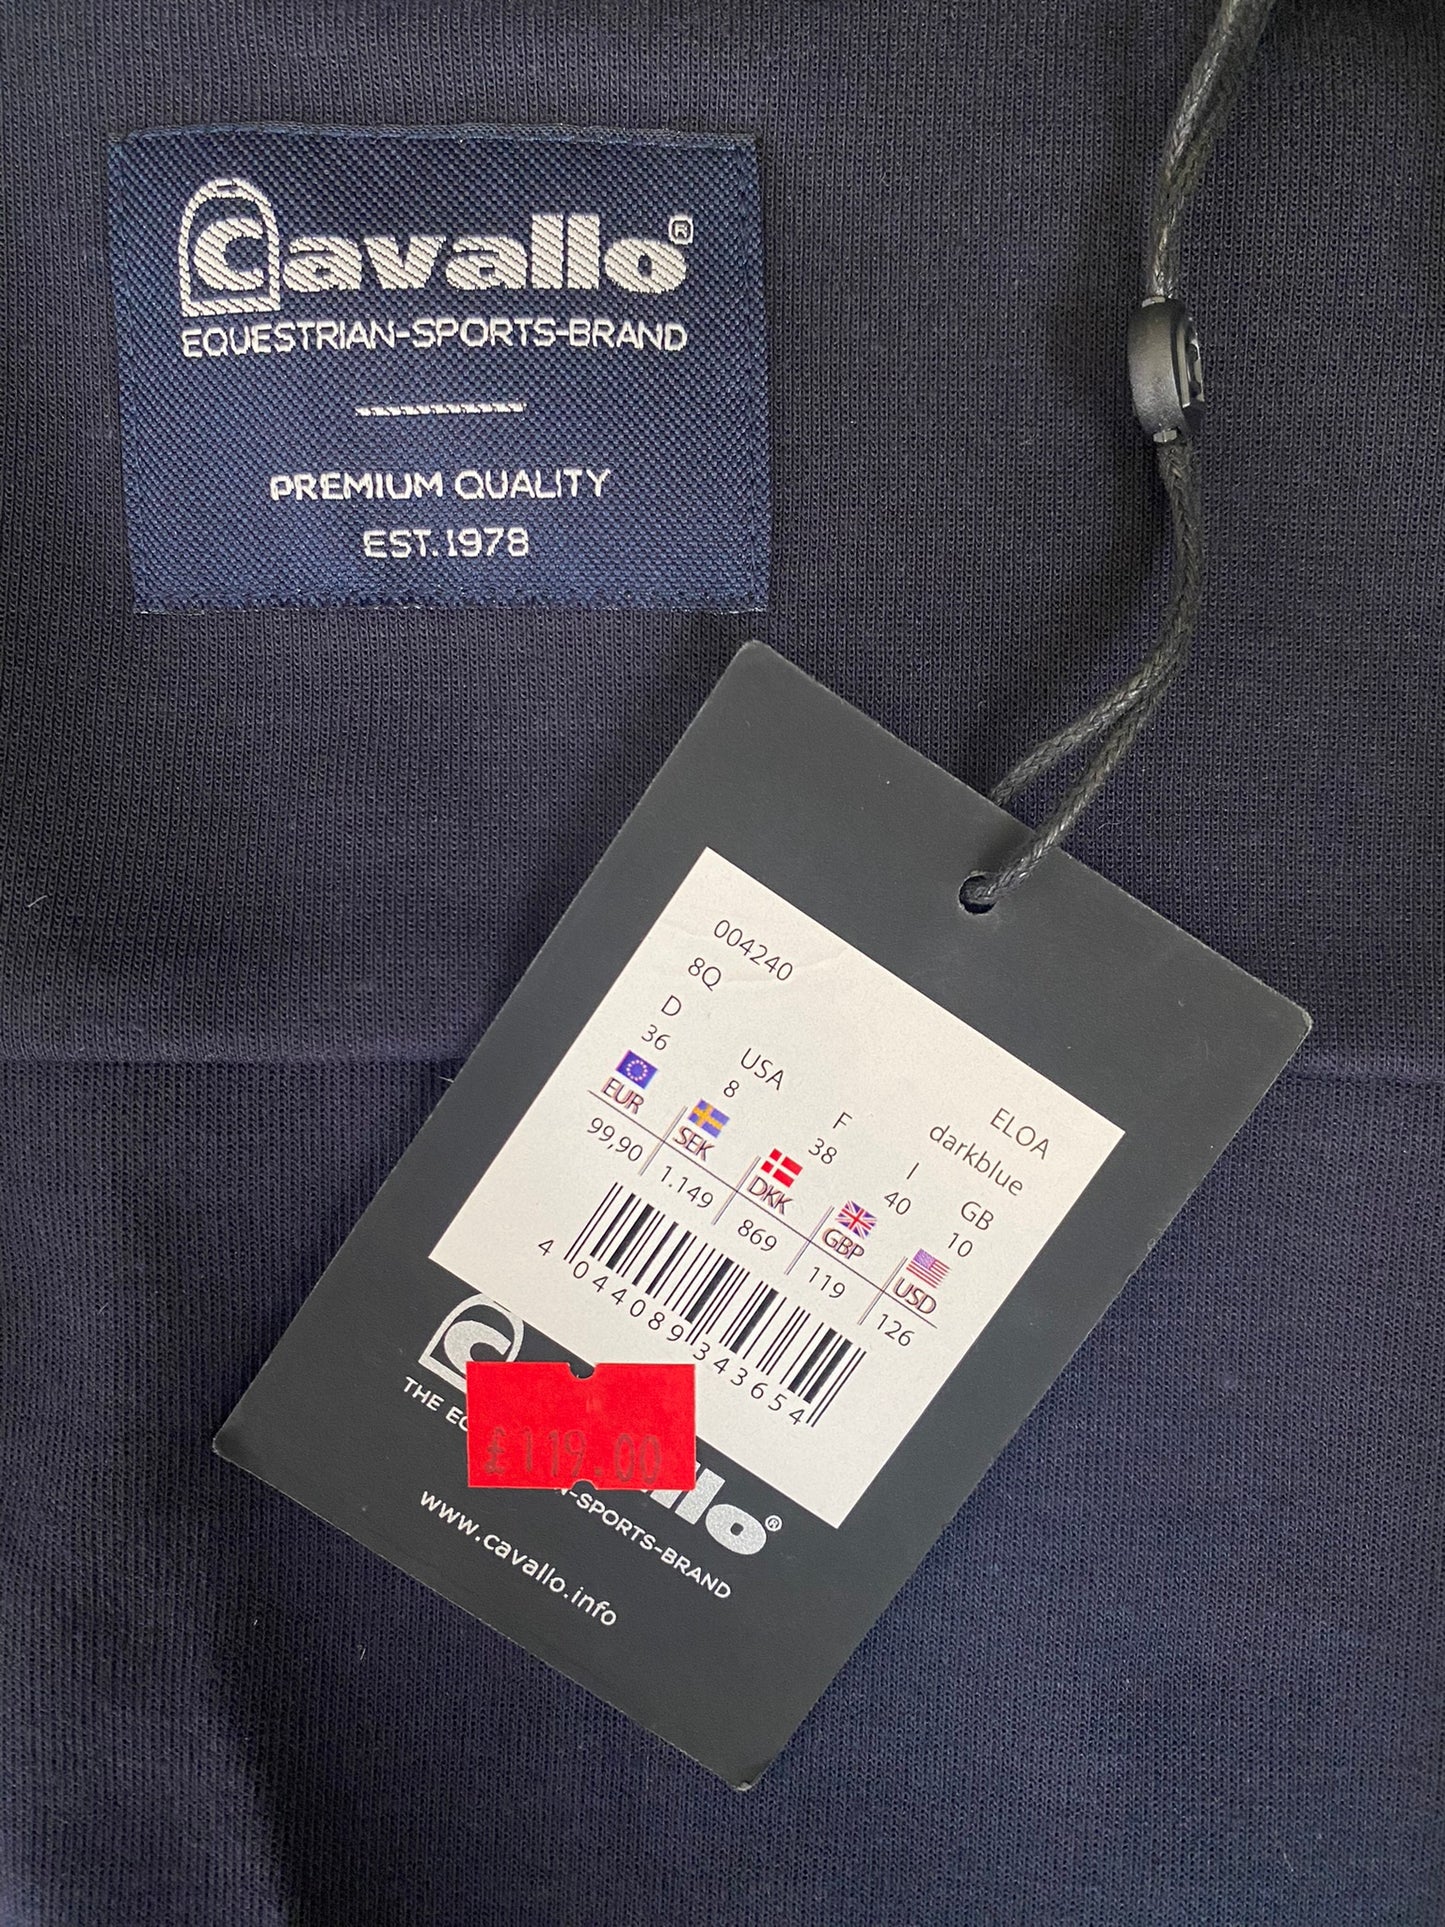 Cavallo®
EQUESTRIAN-SPORTS-BRAND
PREMIUM QUALITY
EST. 1978
004240 ELOA
8Q darkblue
D USA F I GB
36 8 38 40 10
EUR SEK DKK GBP USD
99,90 1.149 869 119 126
4 044089 343654
£119.00
THE
-SPORTS-BRAND
www.cavallo.info